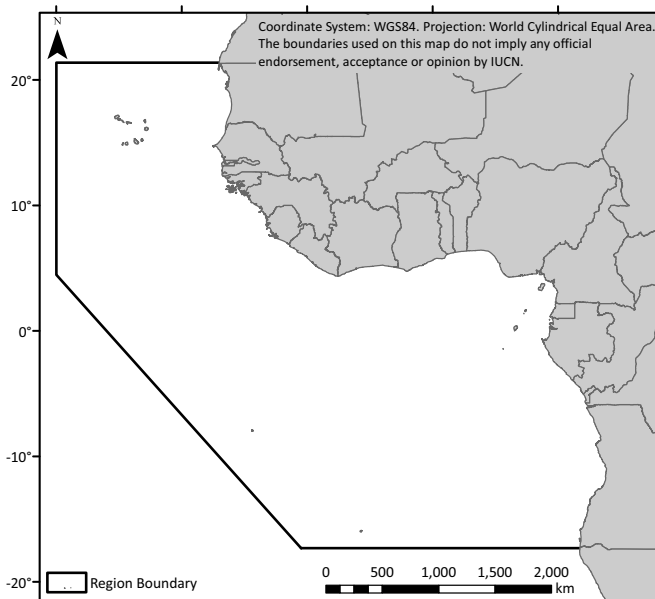 N
Coordinate System: WGS84. Projection: World Cylindrical Equal Area.
The boundaries used on this map do not imply any official
endorsement, acceptance or opinion by IUCN.
20°
10°
0°
-10°
-20°
Region Boundary
0 500 1,000 1,500 2,000
km